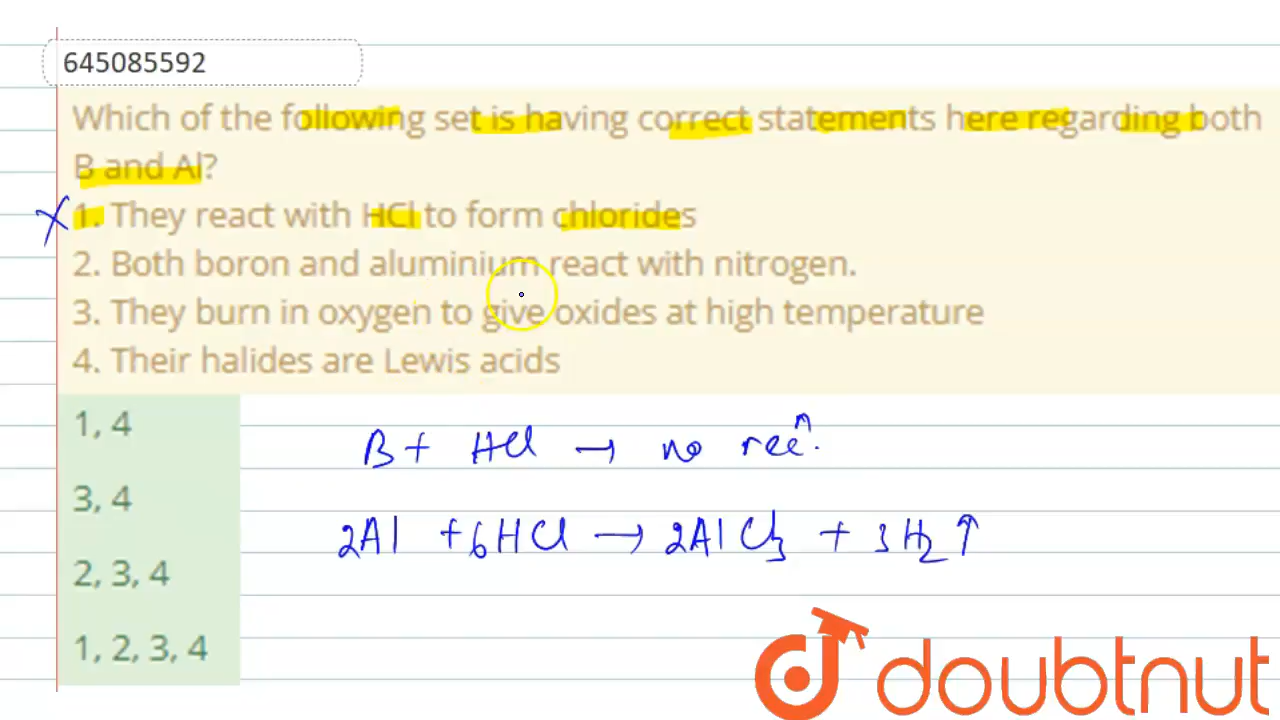 645085592
Which of the following set is having correct statements here regarding both
B and Al?
1. They react with HCl to form chlorides
2. Both boron and aluminium react with nitrogen.
3. They burn in oxygen to give oxides at high temperature
4. Their halides are Lewis acids
1, 4
3, 4
2, 3, 4
1, 2, 3, 4
B + HCl → no recⁿ.
2Al + 6HCl → 2AlCl₃ + 3H₂↑
doubtnut